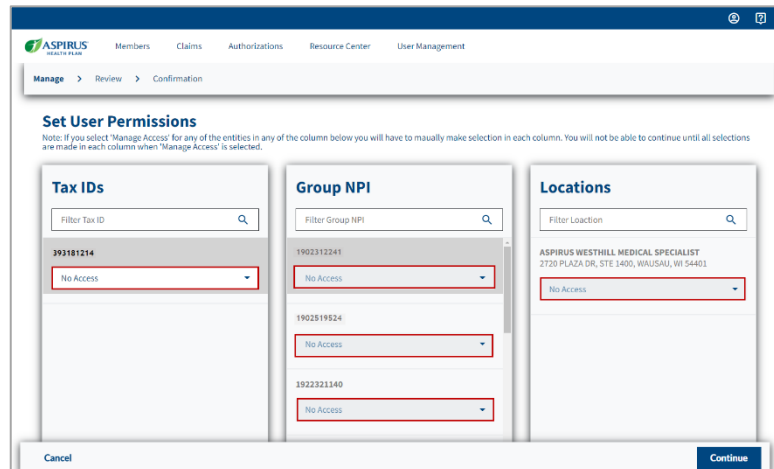 ASPIRUS
HEALTH PLAN
Members Claims Authorizations Resource Center User Management
Manage > Review > Confirmation
Set User Permissions
Note: If you select 'Manage Access' for any of the entities in any of the column below you will have to maually make selection in each column. You will not be able to continue until all selections
are made in each column when 'Manage Access' is selected.
Tax IDs
Filter Tax ID
393181214
No Access
Group NPI
Filter Group NPI
1902312241
No Access
1902519524
No Access
1922321140
No Access
Locations
Filter Loaction
ASPIRUS WESTHILL MEDICAL SPECIALIST
2720 PLAZA DR, STE 1400, WAUSAU, WI 54401
No Access
Cancel Continue